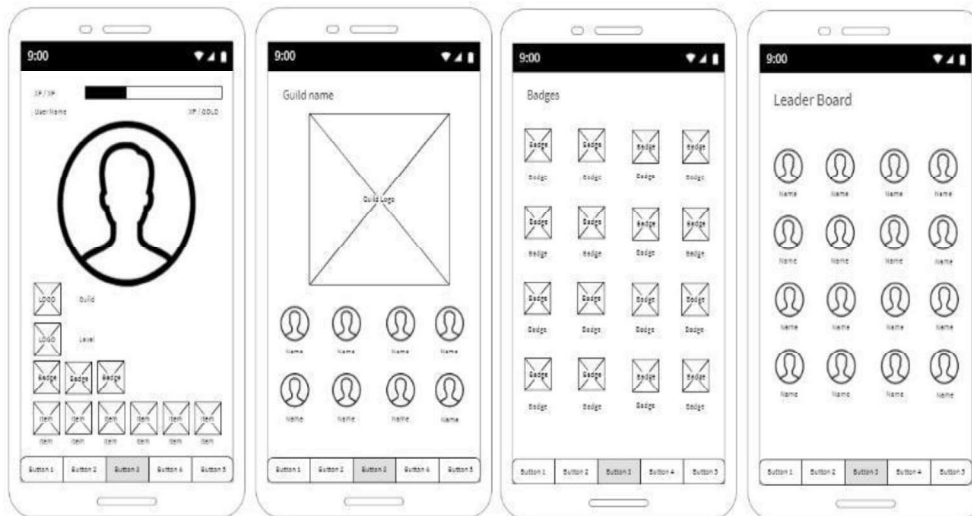 9:00
User Name XP / GOLD
LOGO Guild
LOGO Level
Badge Badge Badge
Item Item Item Item Item Item
Item Item Item Item Item Item
Button 1 Button 2 Button 3 Button 4 Button 5
9:00
Guild name
Guild Logo
Name Name Name Name
Name Name Name Name
Button 1 Button 2 Button 3 Button 4 Button 5
9:00
Badges
Badge Badge Badge Badge
Badge Badge Badge Badge
Badge Badge Badge Badge
Badge Badge Badge Badge
Badge Badge Badge Badge
Badge Badge Badge Badge
Badge Badge Badge Badge
Badge Badge Badge Badge
Button 1 Button 2 Button 3 Button 4 Button 5
9:00
Leader Board
Name Name Name Name
Name Name Name Name
Name Name Name Name
Name Name Name Name
Button 1 Button 2 Button 3 Button 4 Button 5